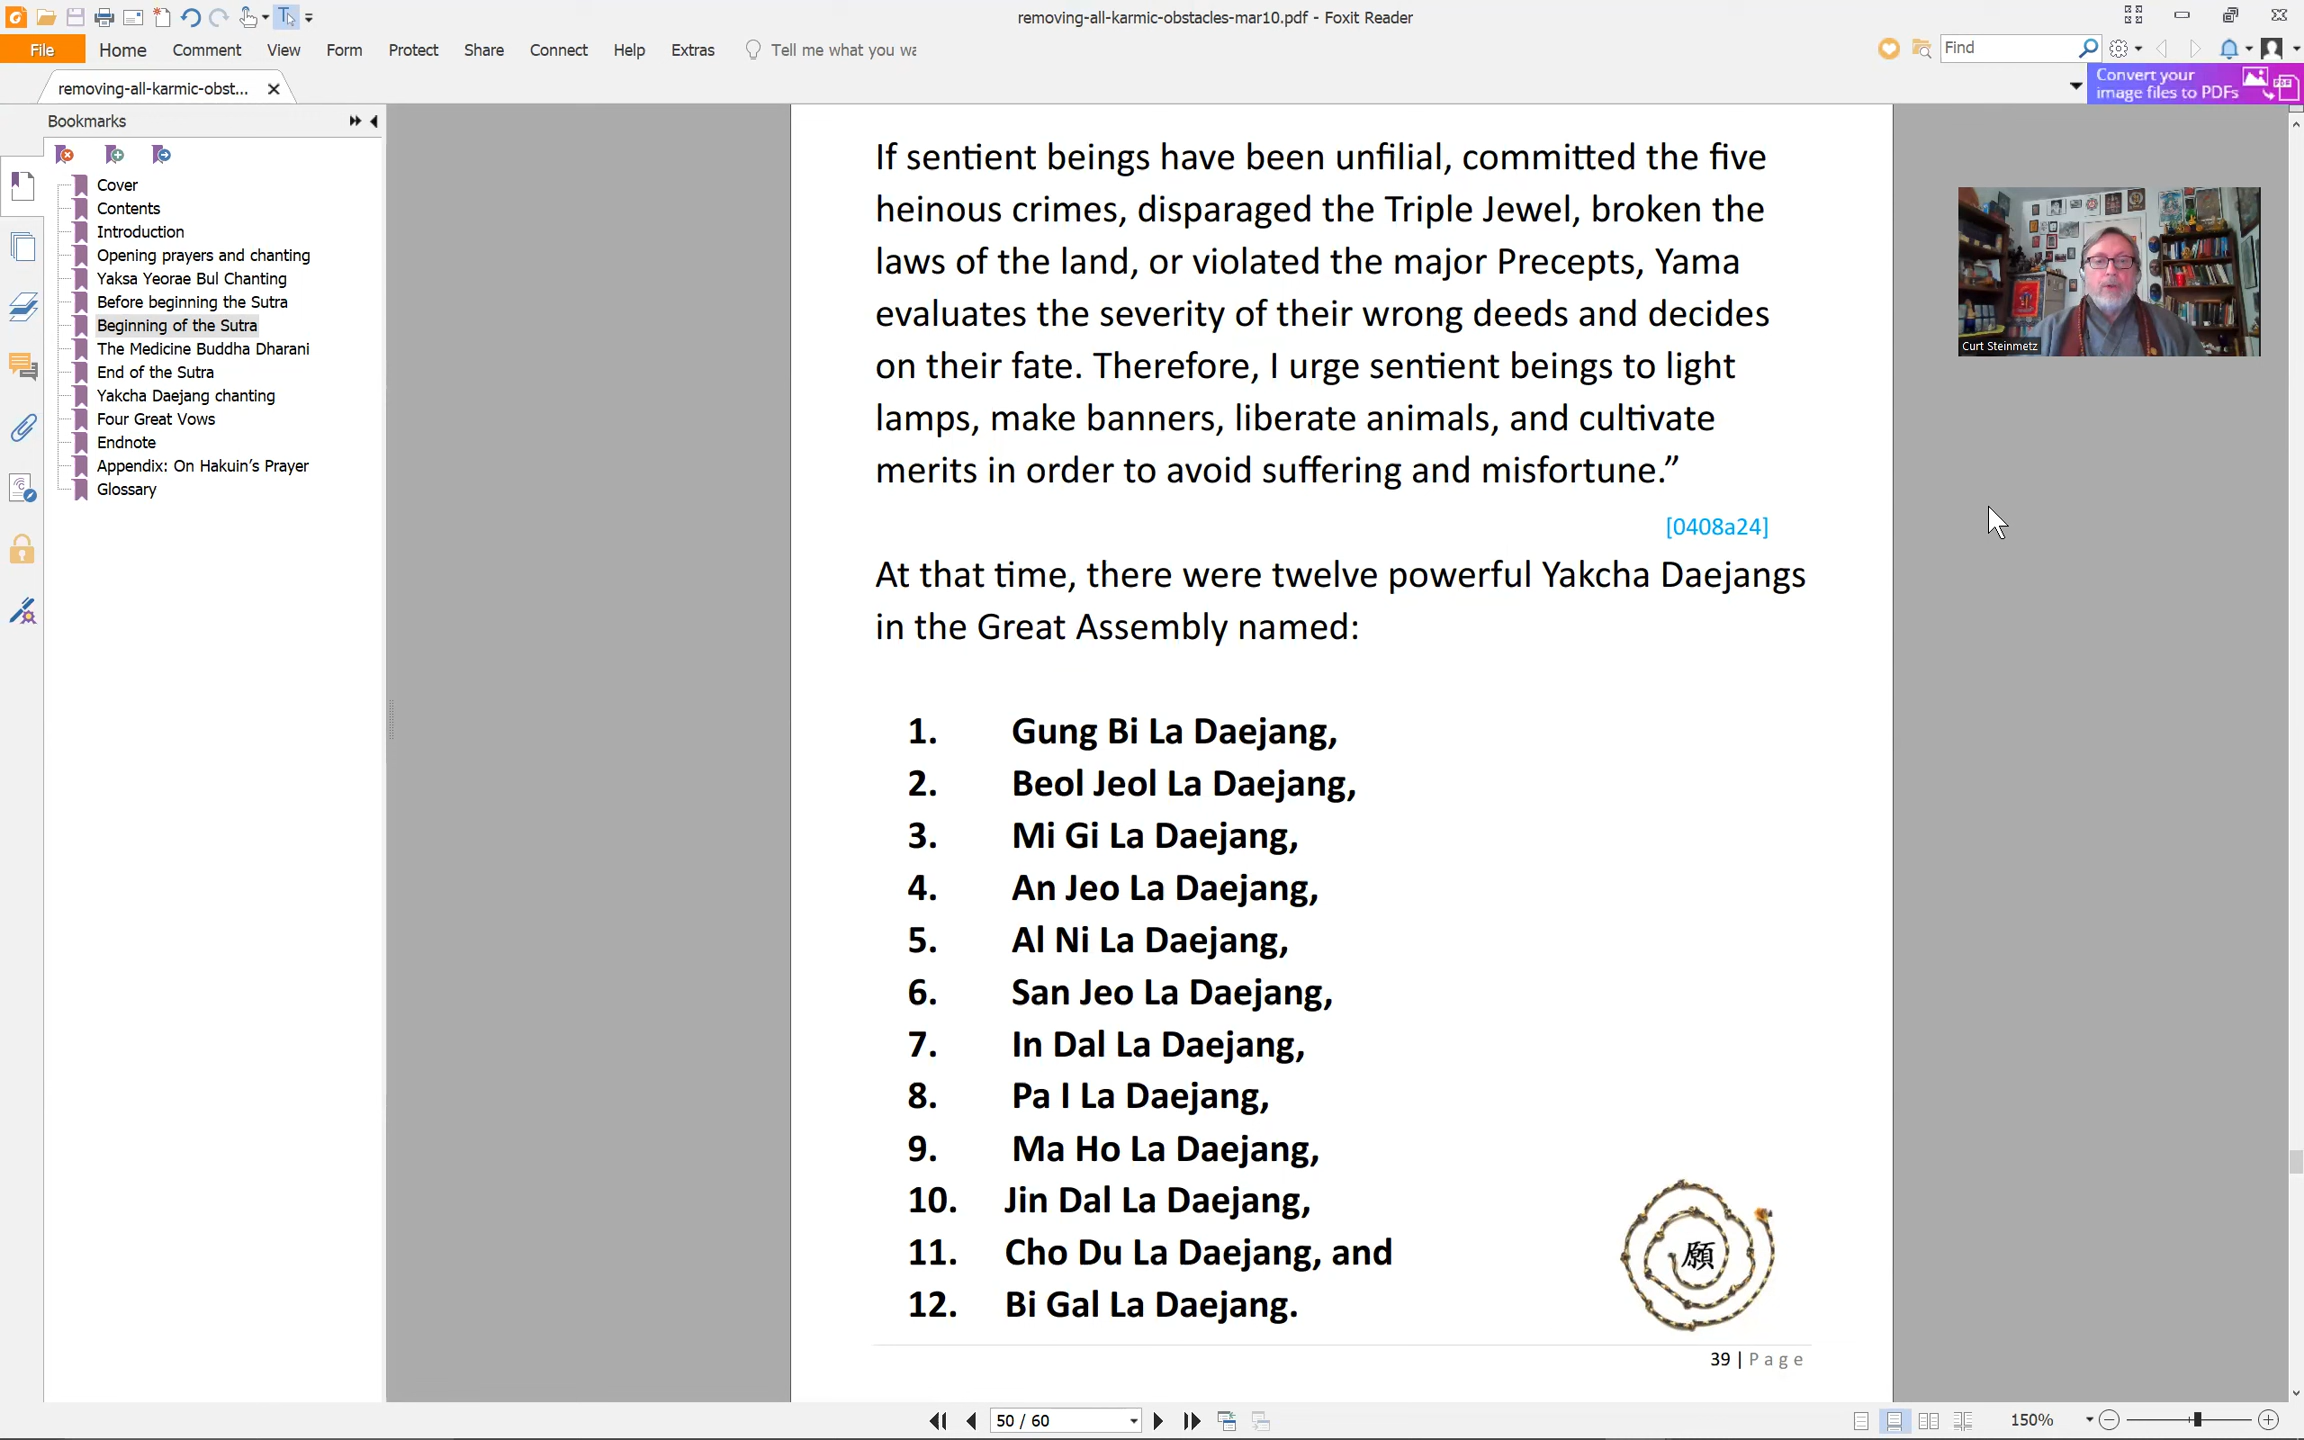 removing-all-karmic-obstacles-mar10.pdf - Foxit Reader
File Home Comment View Form Protect Share Connect Help Extras Tell me what you wa
Find
removing-all-karmic-obst...
Convert your
image files to PDFs
PDF
Bookmarks
Cover
Contents
Introduction
Opening prayers and chanting
Yaksa Yeorae Bul Chanting
Before beginning the Sutra
Beginning of the Sutra
The Medicine Buddha Dharani
End of the Sutra
Yakcha Daejang chanting
Four Great Vows
Endnote
Appendix: On Hakuin’s Prayer
Glossary
If sentient beings have been unfilial, committed the five
heinous crimes, disparaged the Triple Jewel, broken the
laws of the land, or violated the major Precepts, Yama
evaluates the severity of their wrong deeds and decides
on their fate. Therefore, I urge sentient beings to light
lamps, make banners, liberate animals, and cultivate
merits in order to avoid suffering and misfortune.”
[0408a24]
At that time, there were twelve powerful Yakcha Daejangs
in the Great Assembly named:
1. Gung Bi La Daejang,
2. Beol Jeol La Daejang,
3. Mi Gi La Daejang,
4. An Jeo La Daejang,
5. Al Ni La Daejang,
6. San Jeo La Daejang,
7. In Dal La Daejang,
8. Pa I La Daejang,
9. Ma Ho La Daejang,
10. Jin Dal La Daejang,
11. Cho Du La Daejang, and
12. Bi Gal La Daejang.
願
39 | Page
Curt Steinmetz
50 / 60
150%